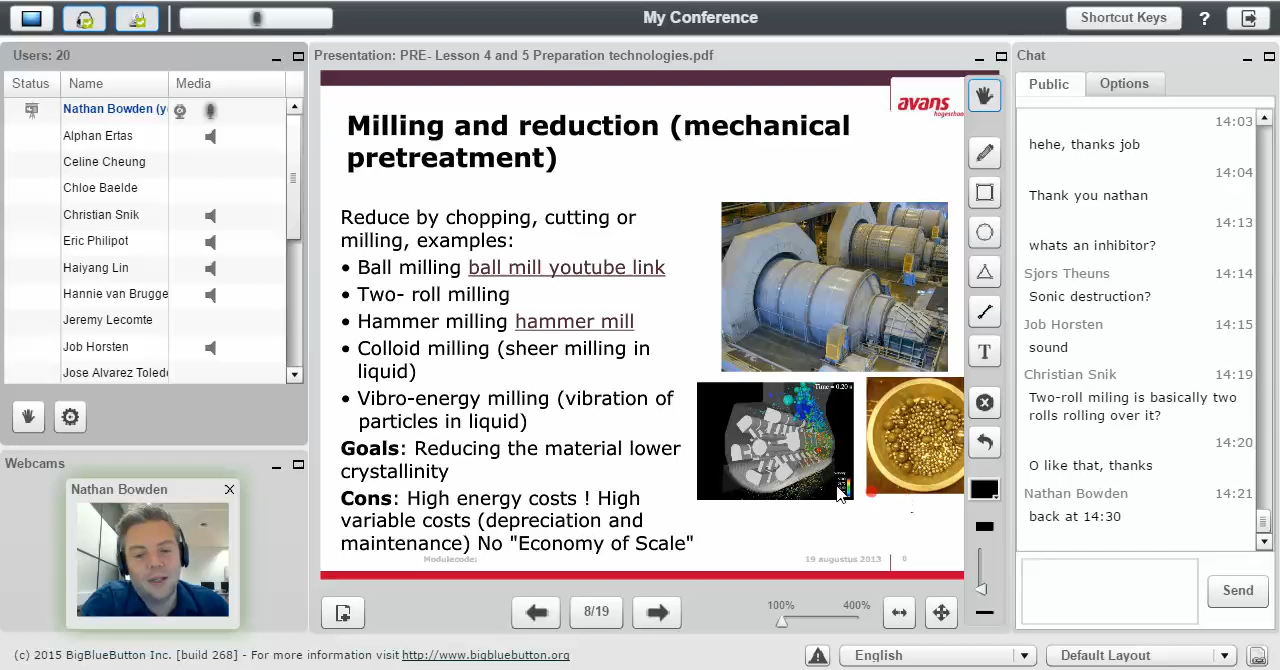 My Conference
Shortcut Keys
?
Users: 20
Status Name Media
Nathan Bowden (y
Alphan Ertas
Celine Cheung
Chloe Baelde
Christian Snik
Eric Philipot
Haiyang Lin
Hannie van Brugge
Jeremy Lecomte
Job Horsten
Jose Alvarez Toled
Webcams
Nathan Bowden
Presentation: PRE- Lesson 4 and 5 Preparation technologies.pdf
avans
hogeschoo
Milling and reduction (mechanical
pretreatment)
Reduce by chopping, cutting or
milling, examples:
• Ball milling ball mill youtube link
• Two- roll milling
• Hammer milling hammer mill
• Colloid milling (sheer milling in
liquid)
• Vibro-energy milling (vibration of
particles in liquid)
Goals: Reducing the material lower
crystallinity
Cons: High energy costs ! High
variable costs (depreciation and
maintenance) No "Economy of Scale"
Time = 0.20 s
Modulecode:
19 augustus 2013
T
8/19
100% 400%
Chat
Public Options
14:03
hehe, thanks job
14:04
Thank you nathan
14:13
whats an inhibitor?
Sjors Theuns 14:14
Sonic destruction?
Job Horsten 14:15
sound
Christian Snik 14:19
Two-roll miling is basically two
rolls rolling over it?
14:20
O like that, thanks
Nathan Bowden 14:21
back at 14:30
Send
(c) 2015 BigBlueButton Inc. [build 268] - For more information visit http://www.bigbluebutton.org
English
Default Layout